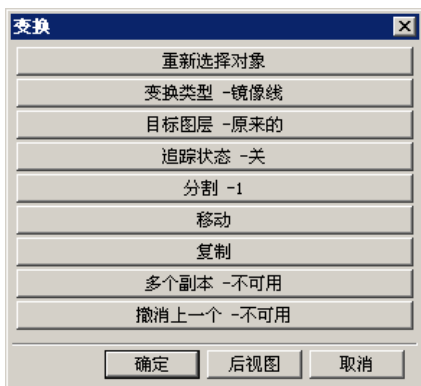 变换
重新选择对象
变换类型 -镜像线
目标图层 -原来的
追踪状态 -关
分割 -1
移动
复制
多个副本 -不可用
撤消上一个 -不可用
确定 后视图 取消